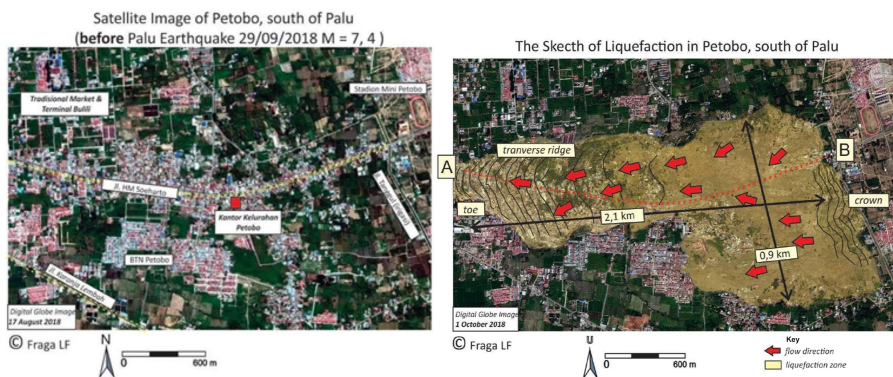 Satellite Image of Petobo, south of Palu
(before Palu Earthquake 29/09/2018 M = 7, 4 )
Tradisional Market &
Terminal Bulili
Stadion Mini Petobo
Jl. HM Soeharto
Kantor Kelurahan
Petobo
BTN Petobo
Digital Globe Image
17 August 2018
© Fraga LF
N
0
600 m
The Skecth of Liquefaction in Petobo, south of Palu
tranverse ridge
A
B
toe
crown
2,1 km
0,9 km
Digital Globe Image
1 October 2018
© Fraga LF
0
600 m
Key
flow direction
liquefaction zone